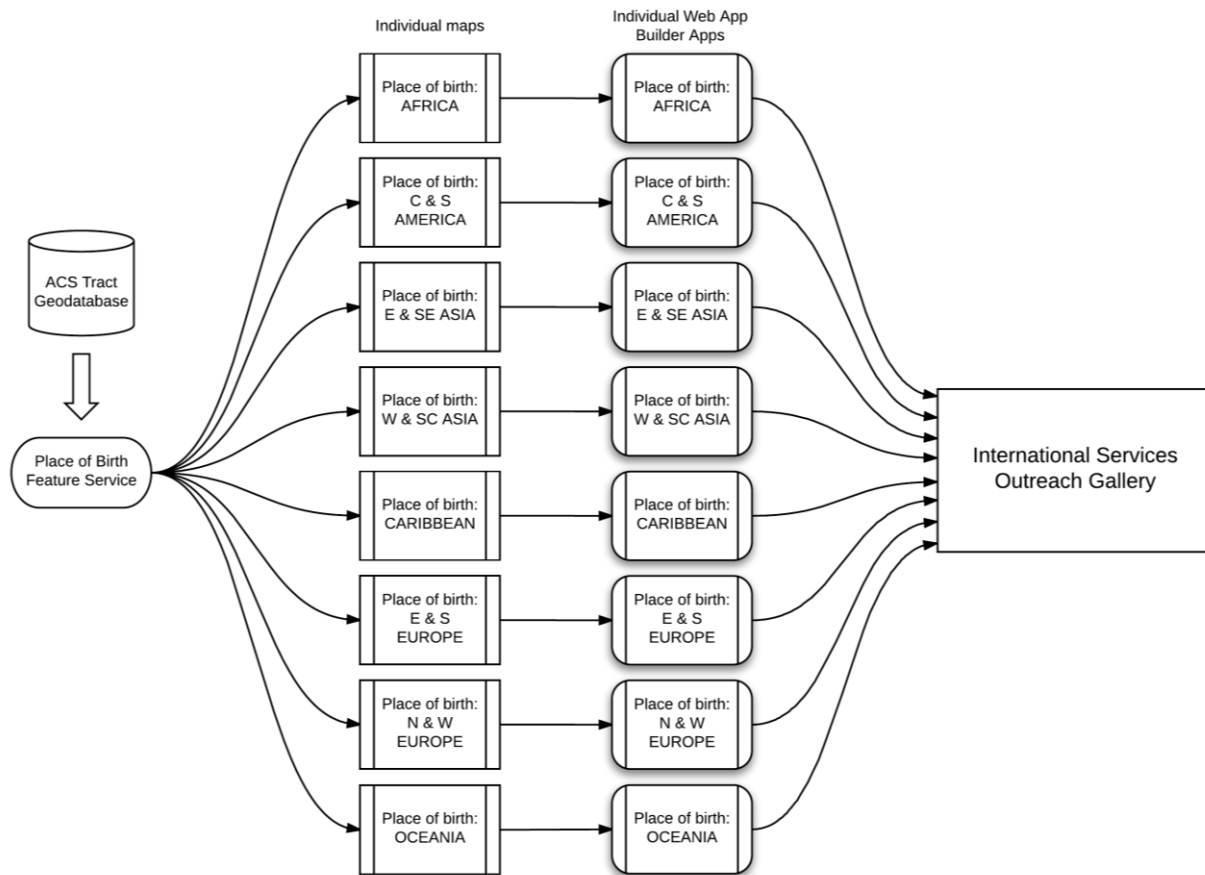 Individual maps
Individual Web App
Builder Apps
ACS Tract
Geodatabase
Place of Birth
Feature Service
Place of birth:
AFRICA
Place of birth:
AFRICA
Place of birth:
C & S
AMERICA
Place of birth:
C & S
AMERICA
Place of birth:
E & SE ASIA
Place of birth:
E & SE ASIA
Place of birth:
W & SC ASIA
Place of birth:
W & SC ASIA
Place of birth:
CARIBBEAN
Place of birth:
CARIBBEAN
Place of birth:
E & S
EUROPE
Place of birth:
E & S
EUROPE
Place of birth:
N & W
EUROPE
Place of birth:
N & W
EUROPE
Place of birth:
OCEANIA
Place of birth:
OCEANIA
International Services
Outreach Gallery